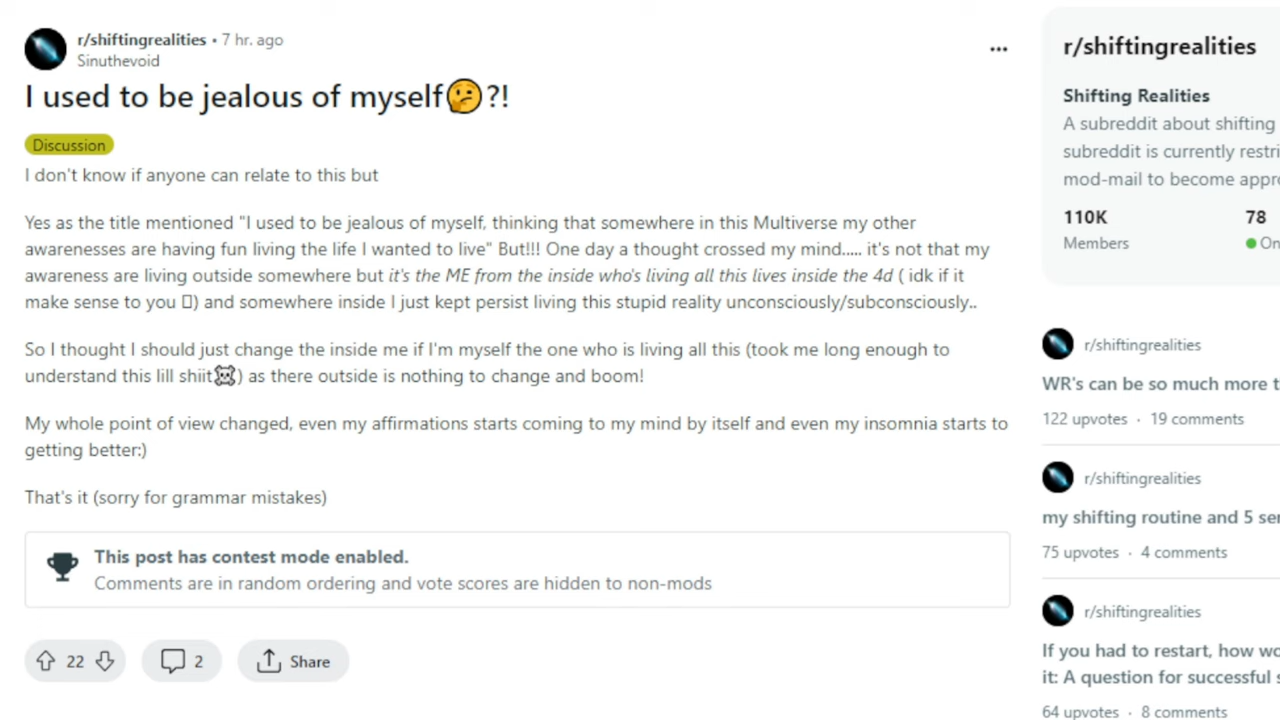 r/shiftingrealities • 7 hr. ago
Sinuthevoid
I used to be jealous of myself🤔?!
Discussion
I don't know if anyone can relate to this but
Yes as the title mentioned "I used to be jealous of myself, thinking that somewhere in this Multiverse my other
awarenesses are having fun living the life I wanted to live" But!!! One day a thought crossed my mind..... it's not that my
awareness are living outside somewhere but it's the ME from the inside who's living all this lives inside the 4d ( idk if it
make sense to you ▯) and somewhere inside I just kept persist living this stupid reality unconsciously/subconsciously..
So I thought I should just change the inside me if I'm myself the one who is living all this (took me long enough to
understand this lill shiit☠️) as there outside is nothing to change and boom!
My whole point of view changed, even my affirmations starts coming to my mind by itself and even my insomnia starts to
getting better:)
That's it (sorry for grammar mistakes)
This post has contest mode enabled.
Comments are in random ordering and vote scores are hidden to non-mods
22 2 Share
r/shiftingrealities
Shifting Realities
A subreddit about shifting
subreddit is currently restri
mod-mail to become appro
110K 78
Members On
r/shiftingrealities
WR's can be so much more t
122 upvotes · 19 comments
r/shiftingrealities
my shifting routine and 5 sen
75 upvotes · 4 comments
r/shiftingrealities
If you had to restart, how wo
it: A question for successful s
64 upvotes · 8 comments